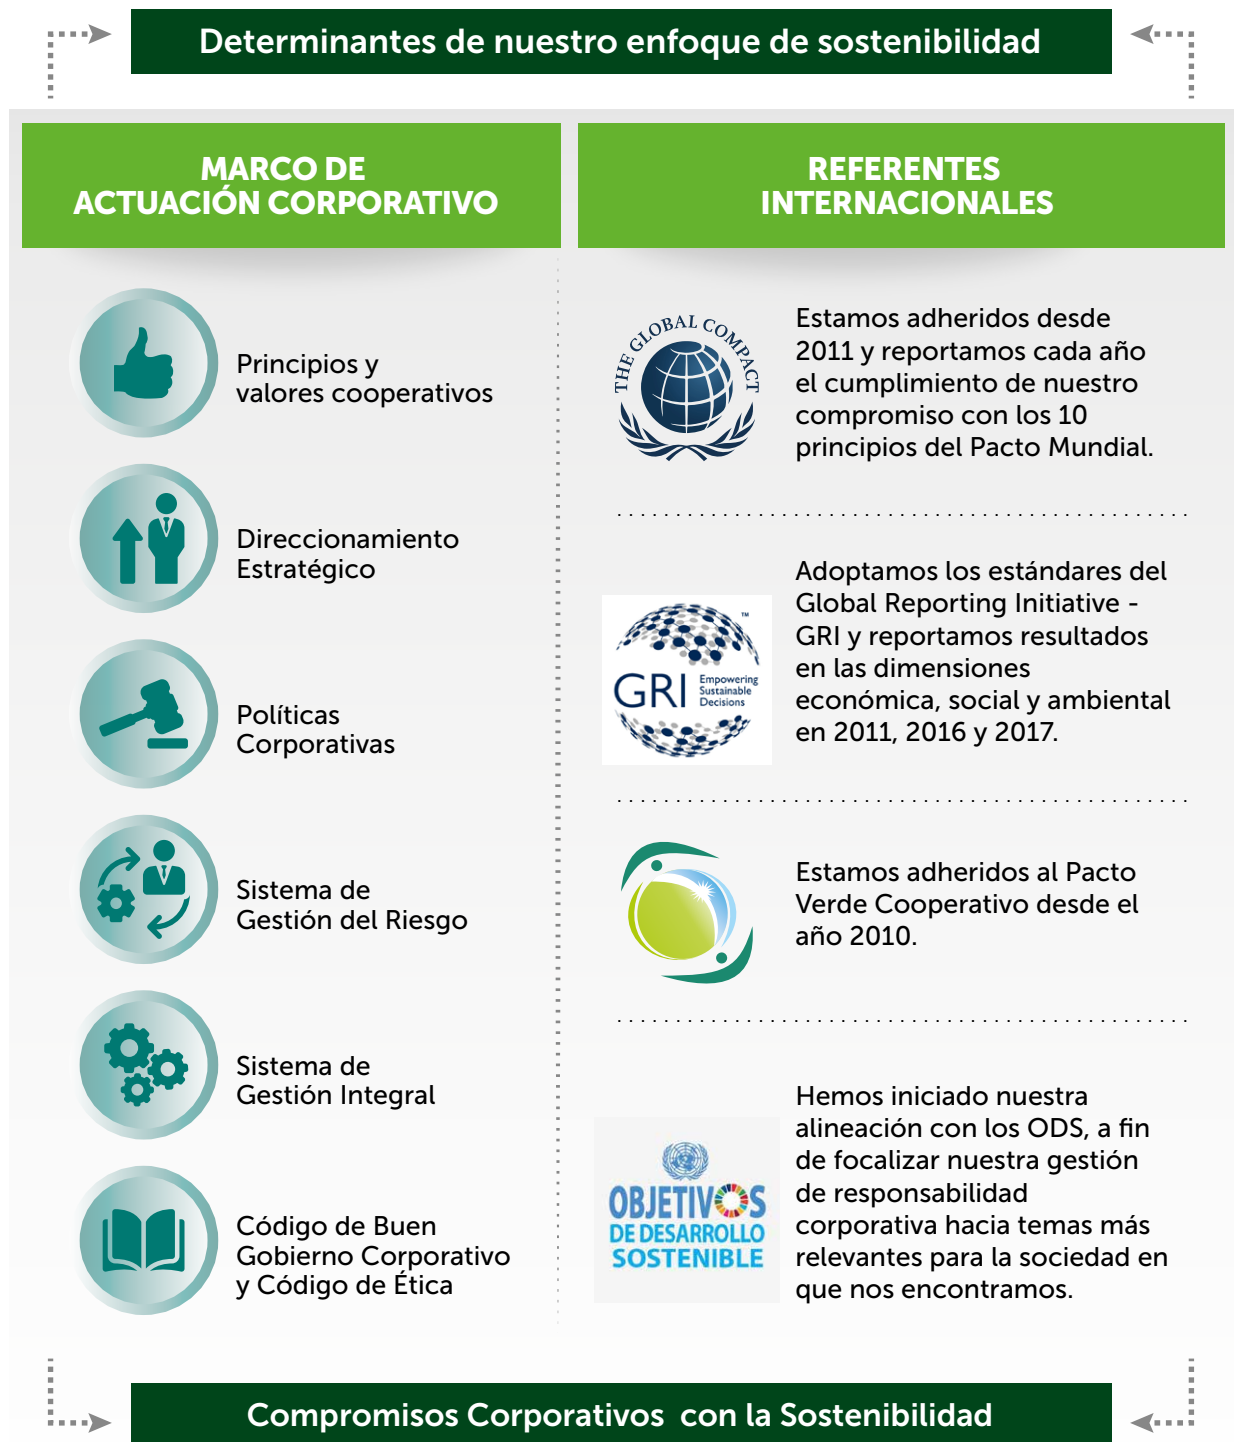 Determinantes de nuestro enfoque de sostenibilidad
MARCO DE
ACTUACIÓN CORPORATIVO
Principios y
valores cooperativos
Direccionamiento
Estratégico
Políticas
Corporativas
Sistema de
Gestión del Riesgo
Sistema de
Gestión Integral
Código de Buen
Gobierno Corporativo
y Código de Ética
REFERENTES
INTERNACIONALES
THE GLOBAL COMPACT
Estamos adheridos desde
2011 y reportamos cada año
el cumplimiento de nuestro
compromiso con los 10
principios del Pacto Mundial.
™
GRI
Empowering
Sustainable
Decisions
Adoptamos los estándares del
Global Reporting Initiative -
GRI y reportamos resultados
en las dimensiones
económica, social y ambiental
en 2011, 2016 y 2017.
Estamos adheridos al Pacto
Verde Cooperativo desde el
año 2010.
OBJETIVOS
DE DESARROLLO
SOSTENIBLE
Hemos iniciado nuestra
alineación con los ODS, a fin
de focalizar nuestra gestión
de responsabilidad
corporativa hacia temas más
relevantes para la sociedad en
que nos encontramos.
Compromisos Corporativos  con la Sostenibilidad